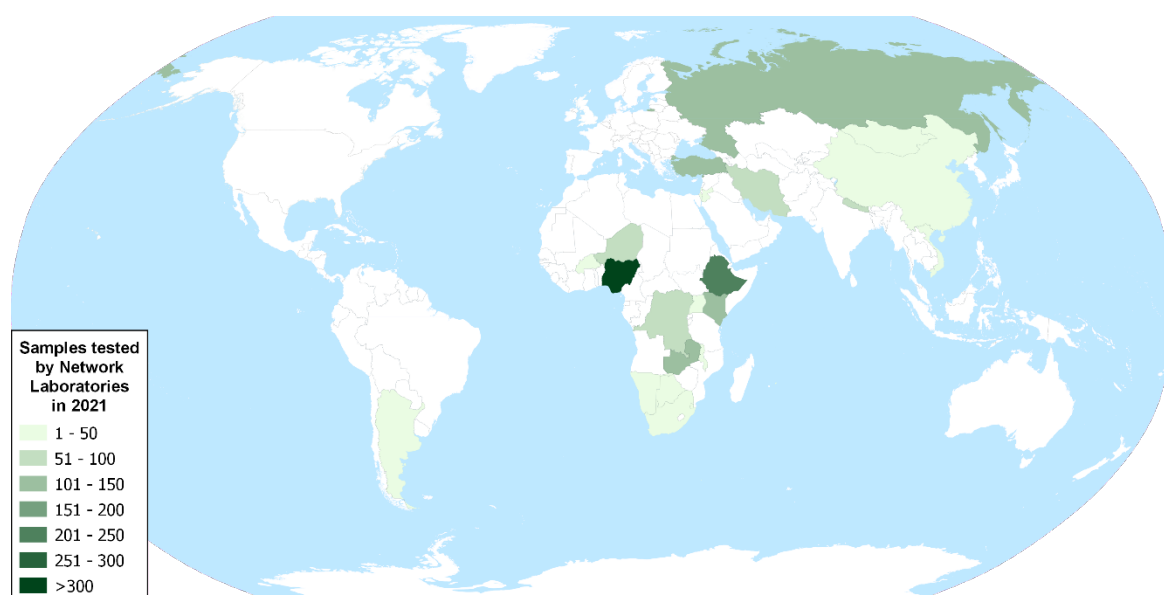 Samples tested
by Network
Laboratories
in 2021
1 - 50
51 - 100
101 - 150
151 - 200
201 - 250
251 - 300
>300